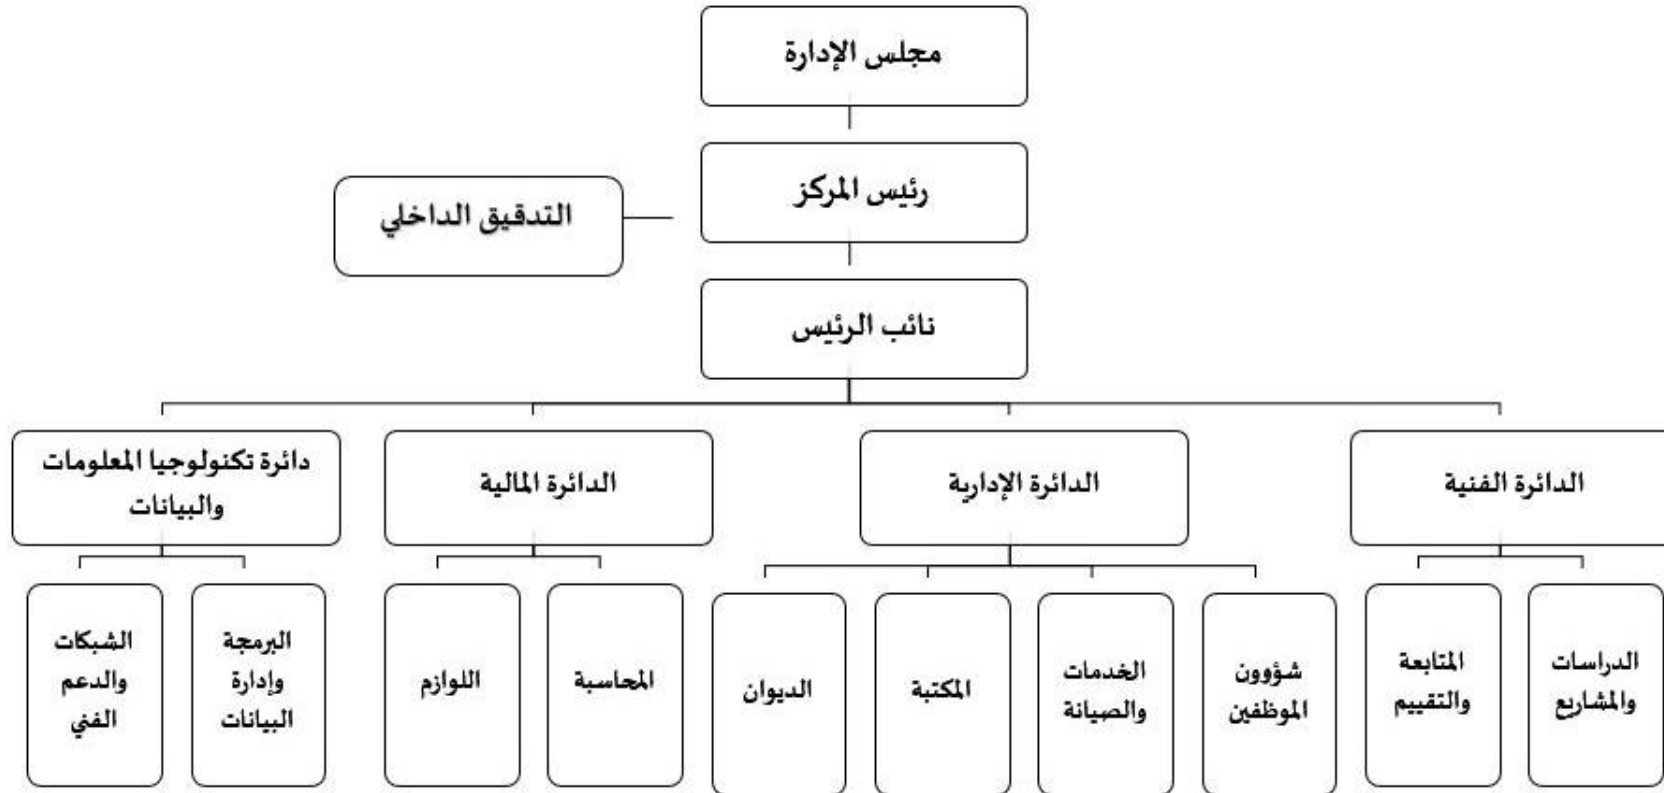 مجلس الإدارة
رئيس المركز
التدقيق الداخلي
نائب الرئيس
الدائرة الفنية
الدائرة الإدارية
الدائرة المالية
دائرة تكنولوجيا المعلومات
والبيانات
الدراسات
والمشاريع
المتابعة
والتقييم
شؤوون
الموظفين
الخدمات
والصيانة
المكتبة
الديوان
المحاسبة
اللوازم
البرمجة
وإدارة
البيانات
الشبكات
والدعم
الفني